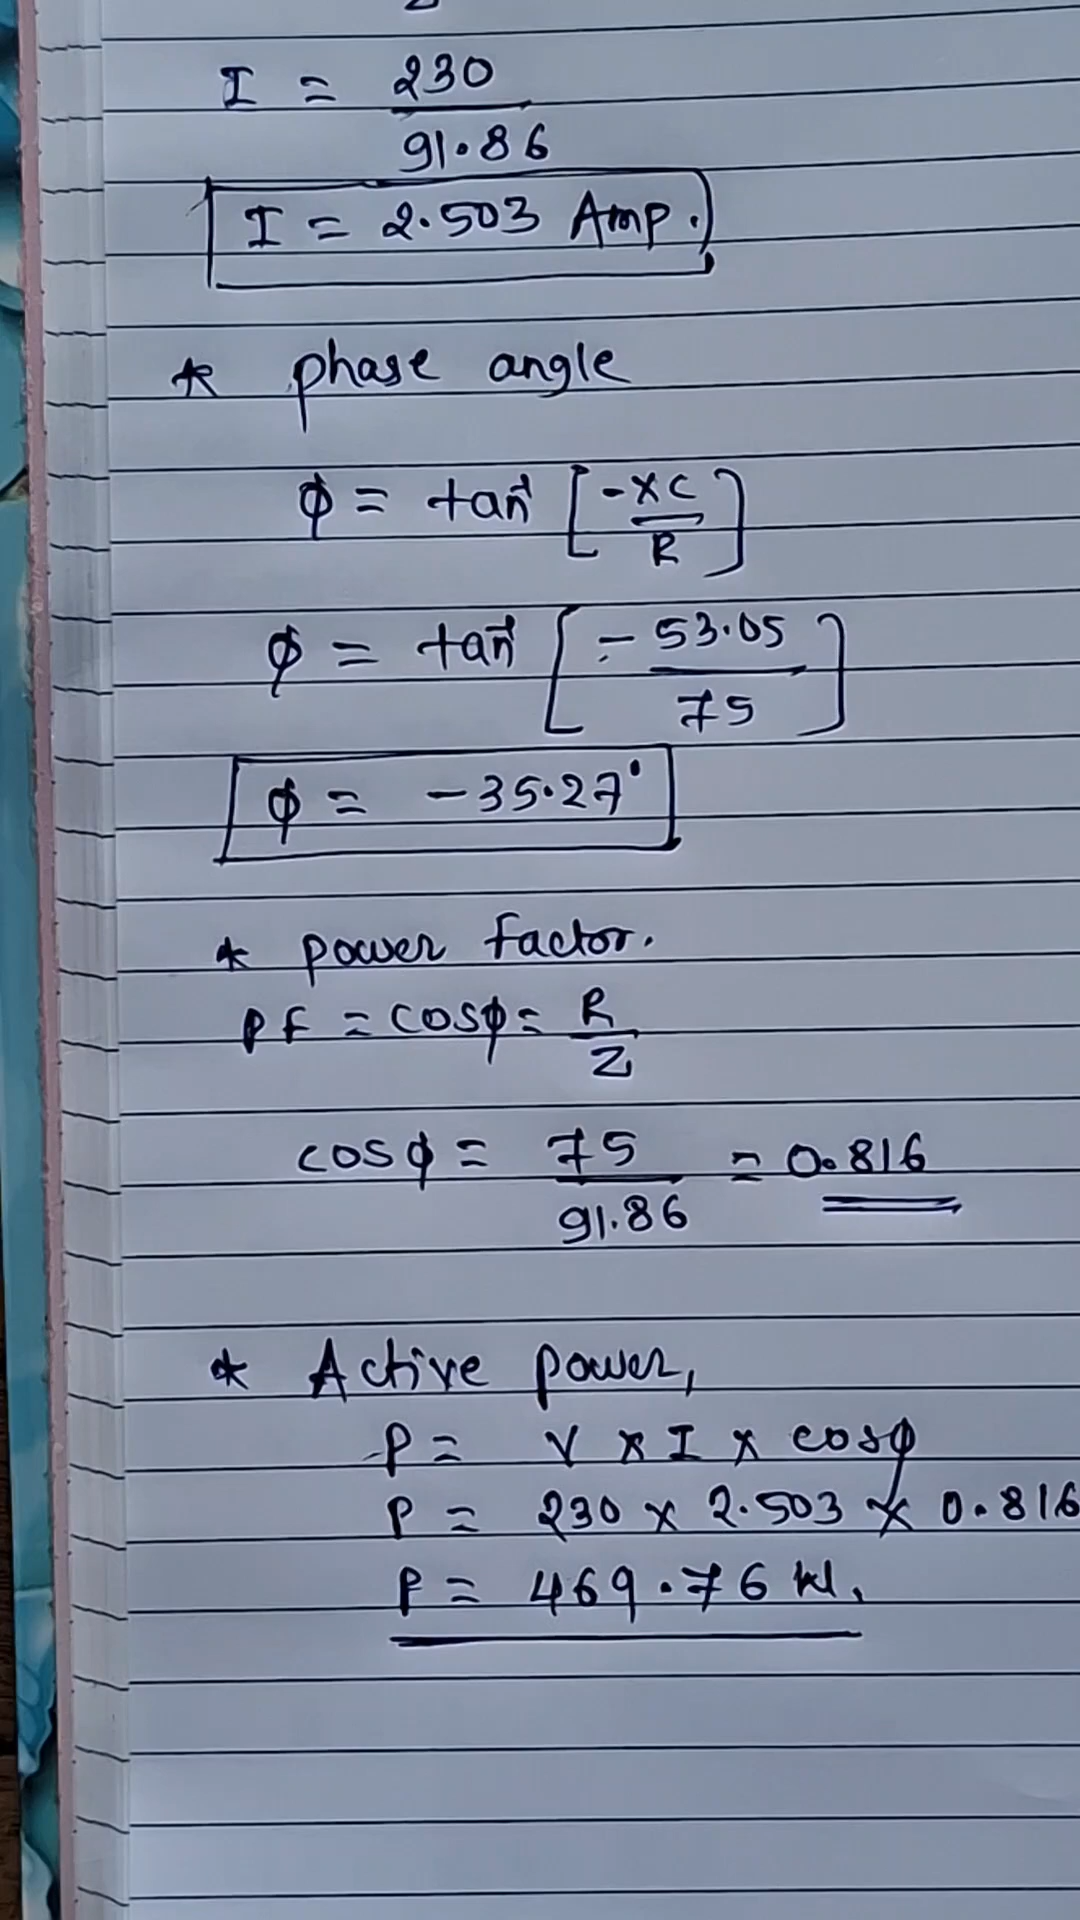 I = 230
91.86
I = 2.503 Amp.
* phase angle
φ = tan⁻¹ [-XC
R]
φ = tan⁻¹ [- 53.05
75]
φ = -35.27°
* power factor.
PF = cosφ = R
Z
cosφ = 75 = 0.816
91.86
* Active power,
P = V × I × cosφ
P = 230 × 2.503 × 0.816
P = 469.76 W.